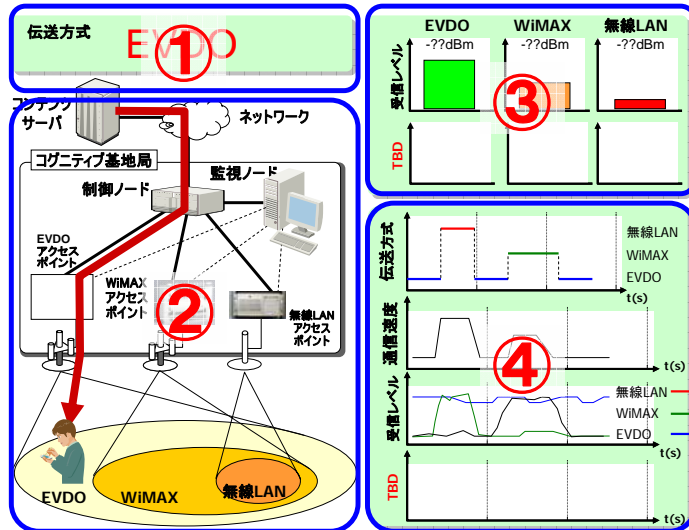 伝送方式
EVDO
①
コンテンツ
サーバ
ネットワーク
コグニティブ基地局
監視ノード
制御ノード
EVDO
アクセス
ポイント
WiMAX
アクセス
ポイント
②
無線LAN
アクセス
ポイント
EVDO
WiMAX
無線LAN
EVDO WiMAX 無線LAN
-??dBm -??dBm -??dBm
受信レベル
③
TBD
伝送方式
無線LAN
WiMAX
EVDO
t(s)
通信速度
t(s)
④
受信レベル
無線LAN
WiMAX
EVDO
t(s)
TBD
t(s)